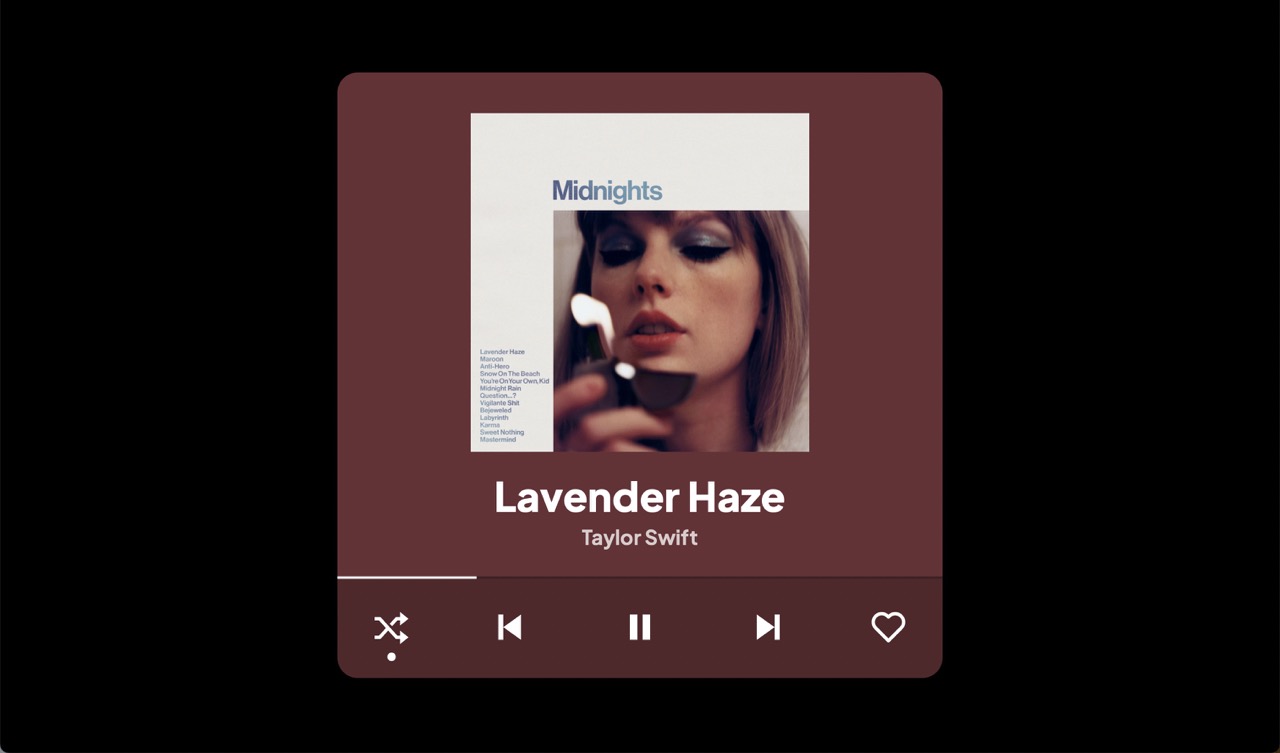 Midnights
Lavender Haze
Maroon
Anti-Hero
Snow On The Beach
You're On Your Own, Kid
Midnight Rain
Question...?
Vigilante Shit
Bejeweled
Labyrinth
Karma
Sweet Nothing
Mastermind
Lavender Haze
Taylor Swift